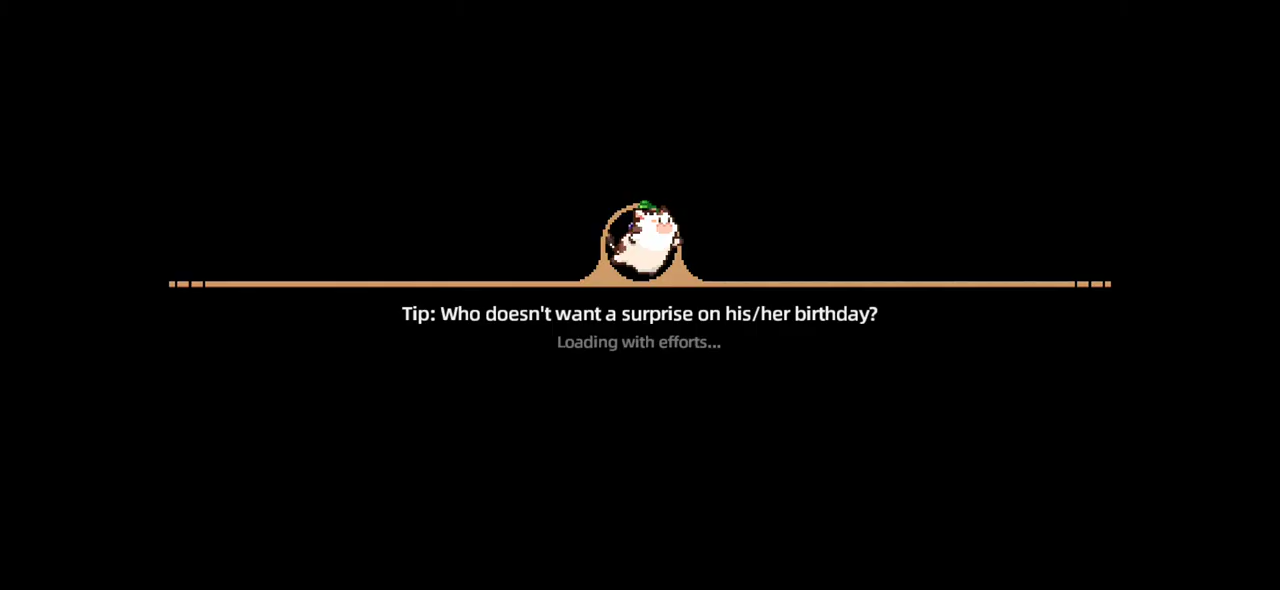 Tip: Who doesn't want a surprise on his/her birthday?
Loading with efforts...